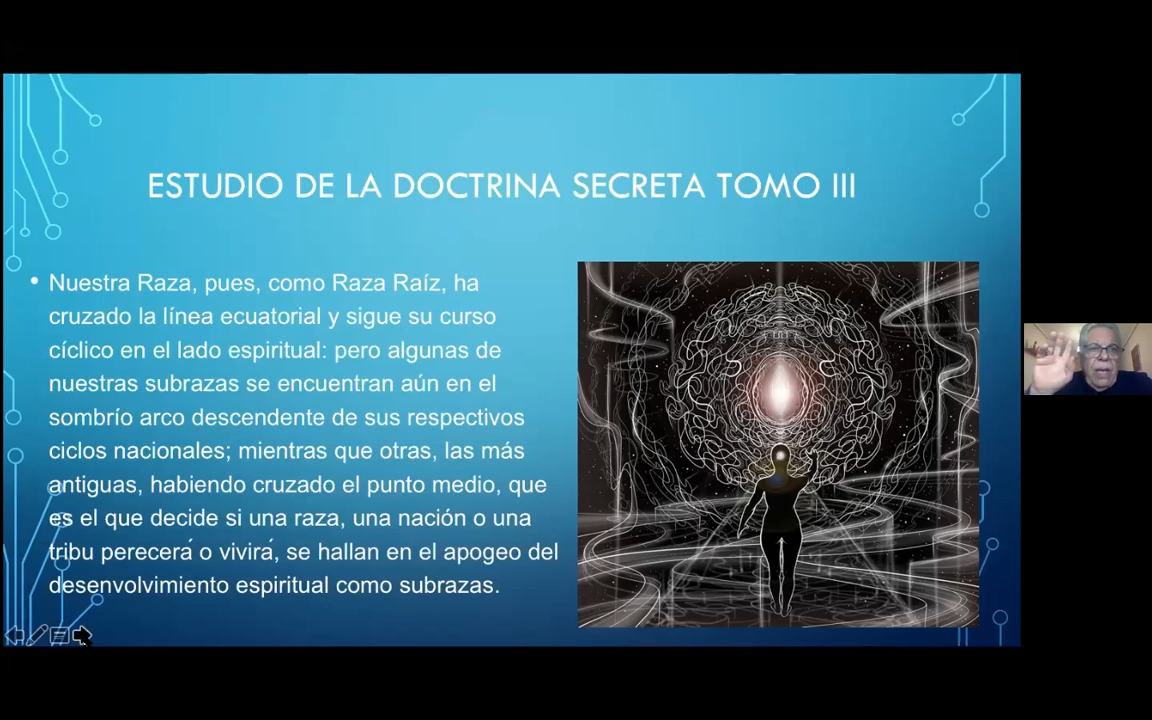 ESTUDIO DE LA DOCTRINA SECRETA TOMO III
• Nuestra Raza, pues, como Raza Raíz, ha
cruzado la línea ecuatorial y sigue su curso
cíclico en el lado espiritual: pero algunas de
nuestras subrazas se encuentran aún en el
sombrío arco descendente de sus respectivos
ciclos nacionales; mientras que otras, las más
antiguas, habiendo cruzado el punto medio, que
es el que decide si una raza, una nación o una
tribu perecerá o vivirá, se hallan en el apogeo del
desenvolvimiento espiritual como subrazas.